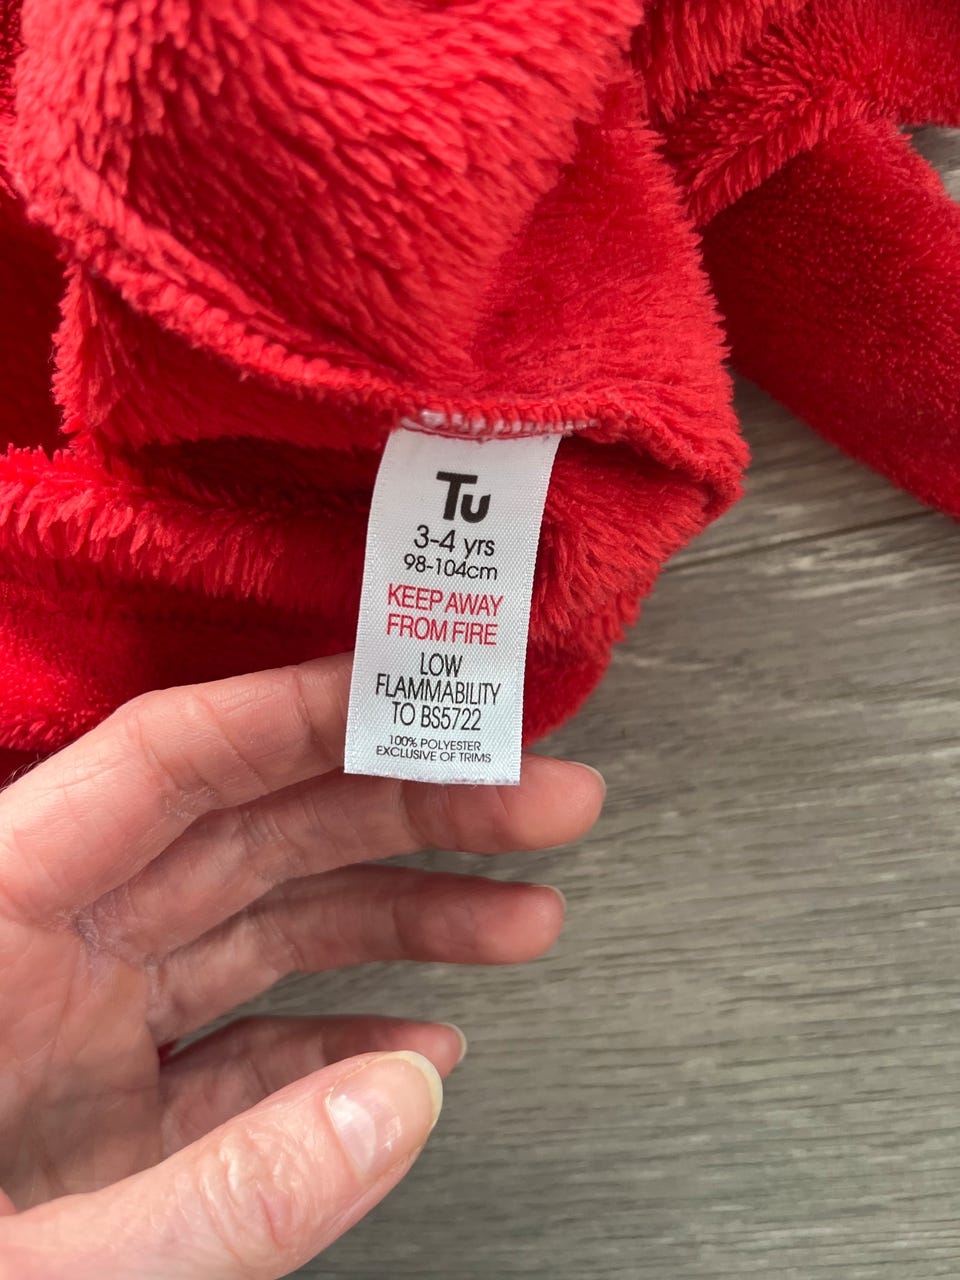 Tu
3-4 yrs
98-104cm
KEEP AWAY
FROM FIRE
LOW
FLAMMABILITY
TO BS5722
100% POLYESTER
EXCLUSIVE OF TRIMS